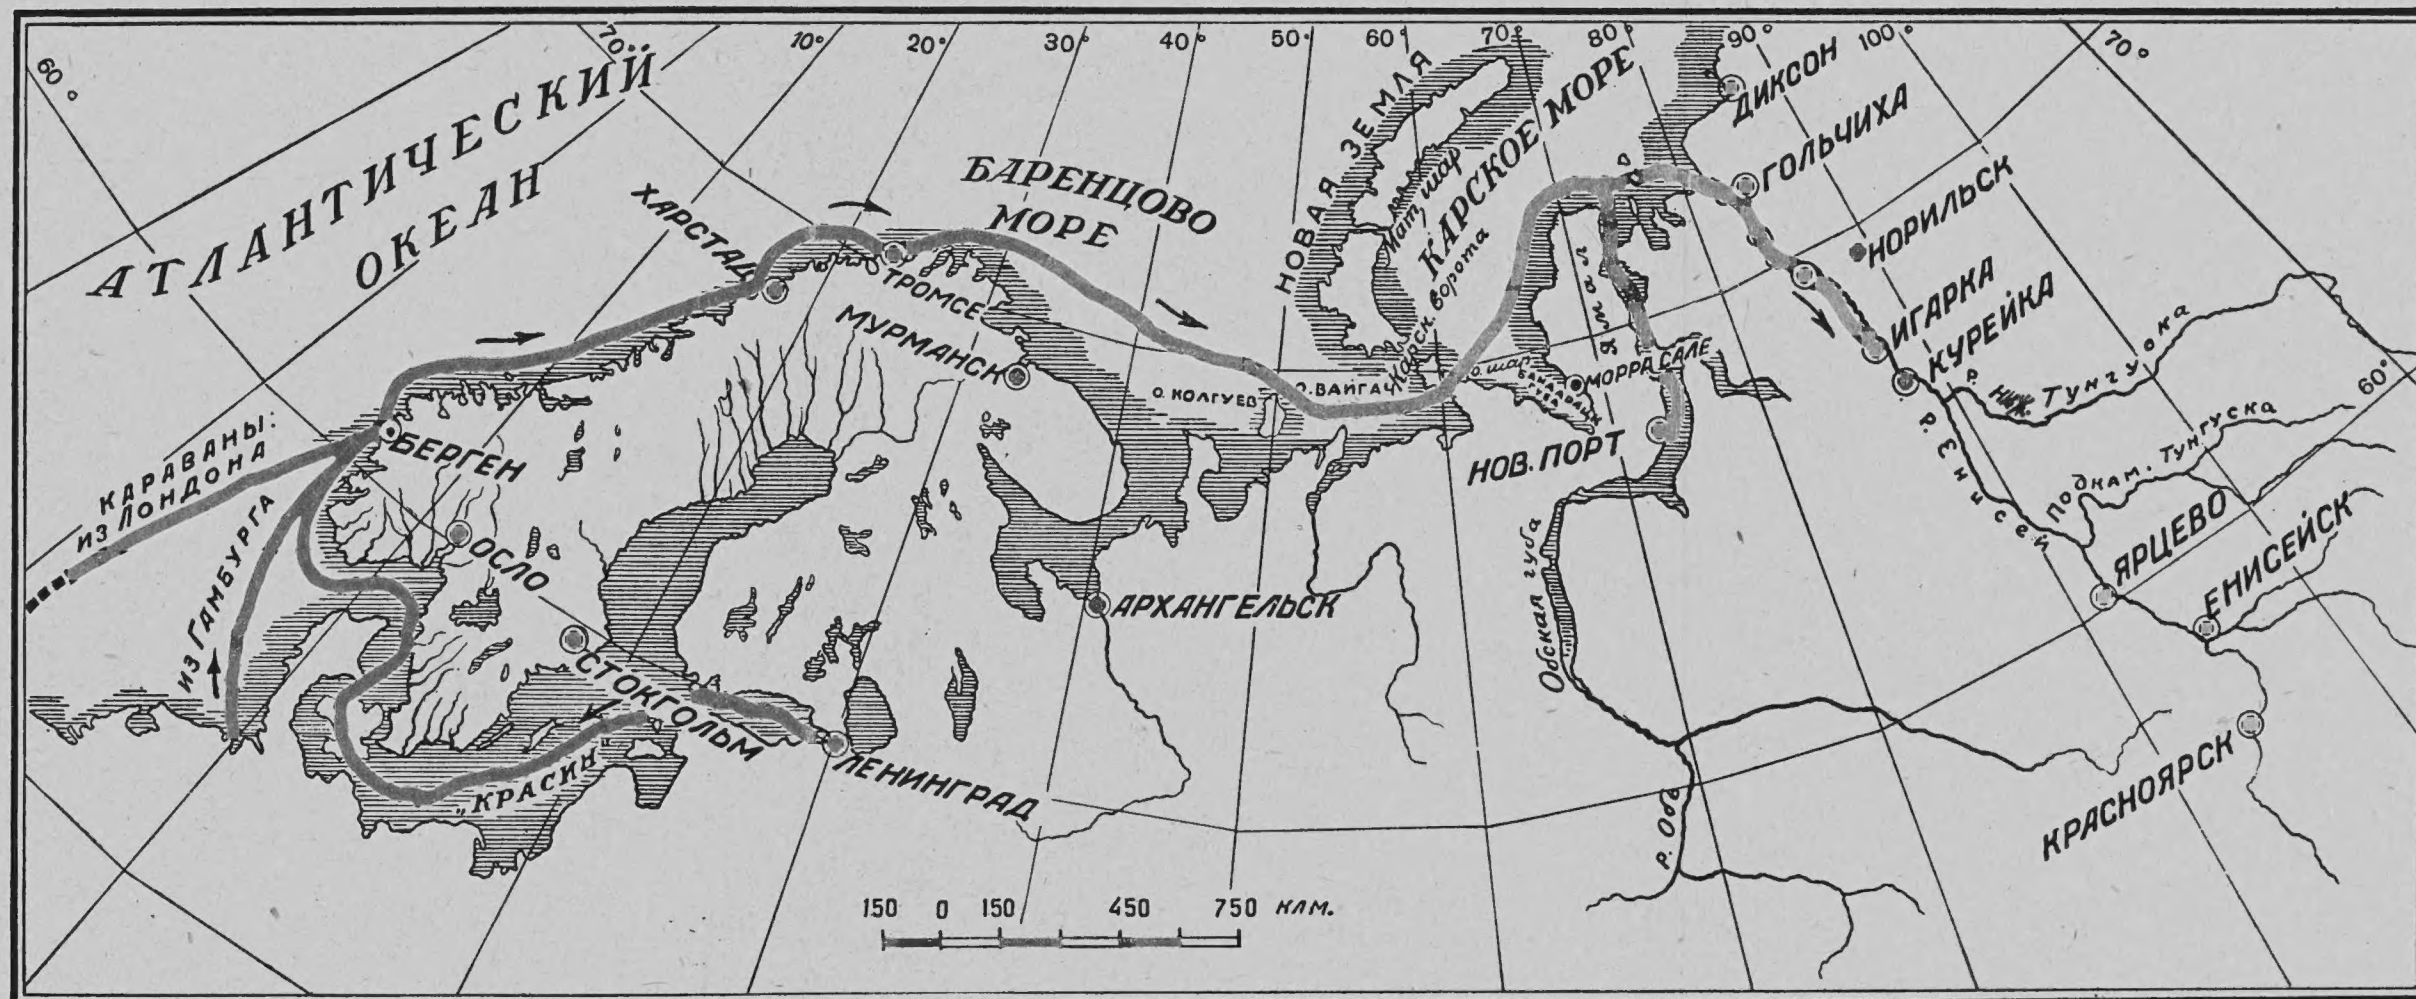 60°
70°
10°
20°
30°
40°
50°
60°
70°
80°
90°
100°
70°
АТЛАНТИЧЕСКИЙ
ОКЕАН
БАРЕНЦОВО
МОРЕ
НОВАЯ ЗЕМЛЯ
КАРСКОЕ МОРЕ
Мат. шар
Карск. ворота
ДИКСОН
ГОЛЬЧИХА
НОРИЛЬСК
ИГАРКА
КУРЕЙКА
ХАРСТАД
ТРОМСЕ
МУРМАНСК
О. КОЛГУЕВ
О. ВАЙГАЧ
Ю. шар
МОРРА САЛЕ
НОВ. ПОРТ
р. Ниж. Тунгуска
60°
Подкам. Тунгуска
Р. Енисей
КАРАВАНЫ:
ИЗ ЛОНДОНА
ИЗ ГАМБУРГА
БЕРГЕН
ОСЛО
СТОКГОЛЬМ
„КРАСИН"
ЛЕНИНГРАД
АРХАНГЕЛЬСК
Обская губа
р. Обь
ЯРЦЕВО
ЕНИСЕЙСК
КРАСНОЯРСК
150 0 150 450 750 КЛМ.